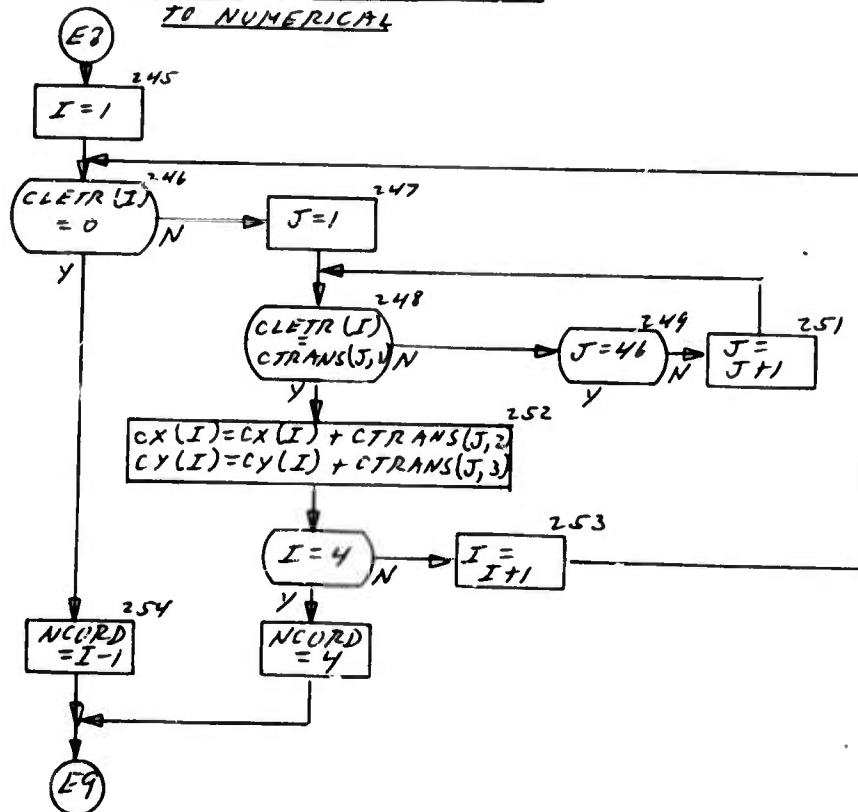 TO NUMERICAL
E8
245
I = 1
246
CLETR(I)
= 0
N
Y
247
J=1
248
CLETR(I)
=
CTRANS(J,1)
N
Y
249
J=46
N
Y
251
J=
J+1
252
CX(I)=CX(I) + CTRANS(J,2)
CY(I)=CY(I) + CTRANS(J,3)
I = 4
N
Y
253
I =
I+1
254
NCORD
=I-1
NCORD
=4
E9